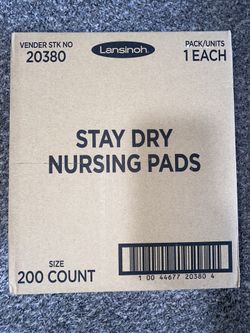 VENDER STK NO
20380
Lansinoh
PACK/UNITS
1 EACH
STAY DRY
NURSING PADS
SIZE
200 COUNT
1 00 44677 20380 4